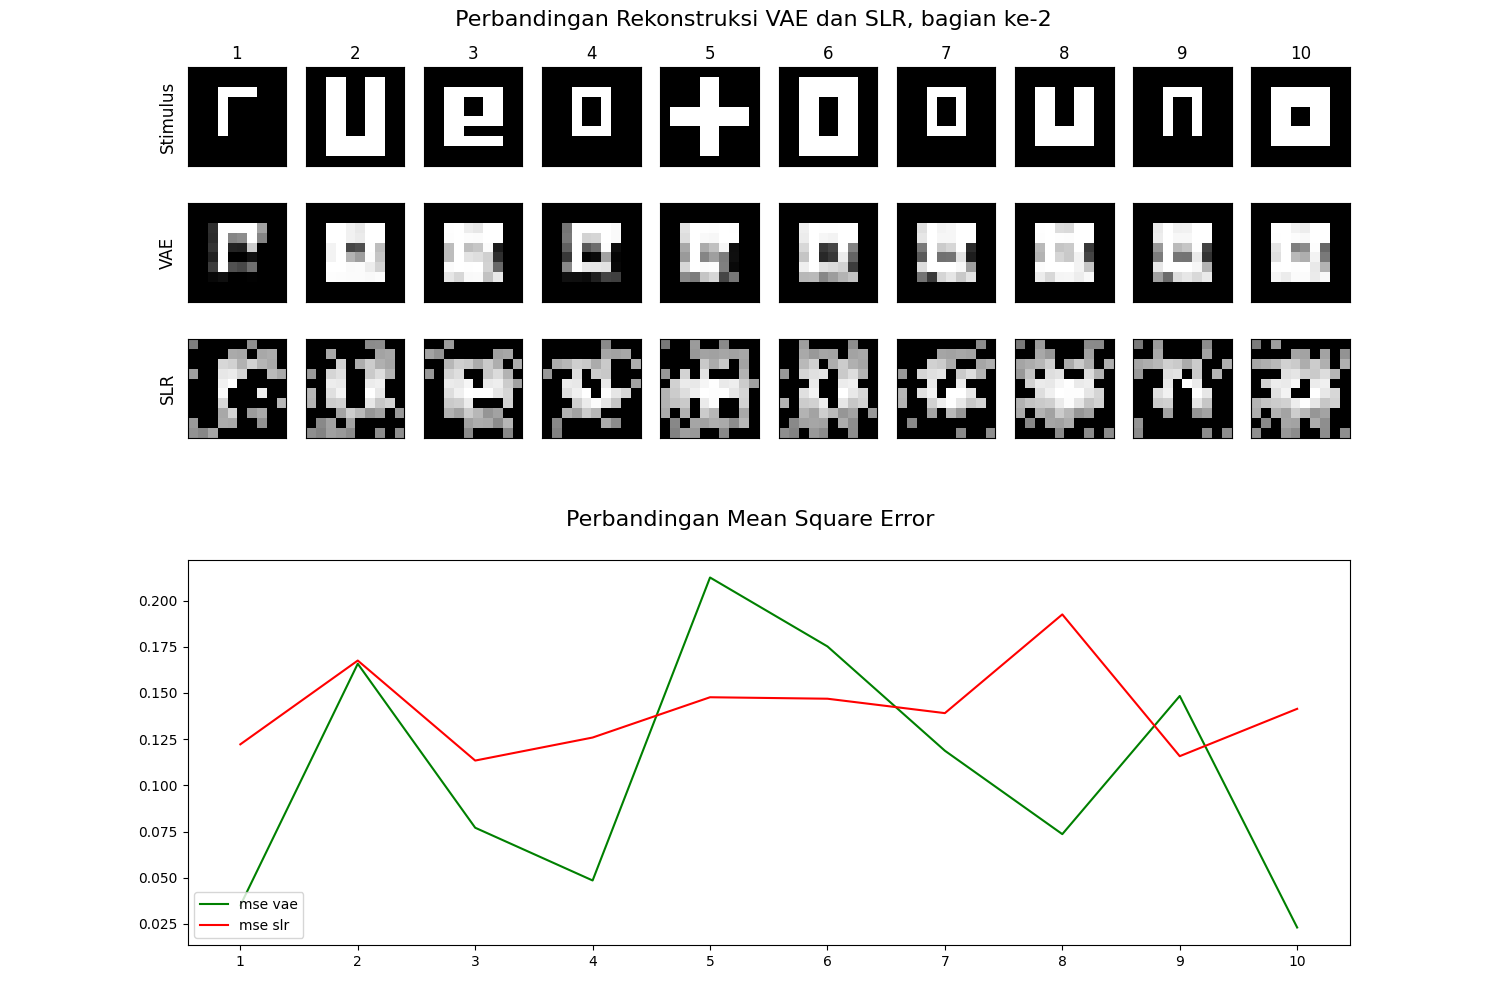 Perbandingan Rekonstruksi VAE dan SLR, bagian ke-2
1 2 3 4 5 6 7 8 9 10
Stimulus
r u e o + 0 o u n o
VAE
SLR
Perbandingan Mean Square Error
0.200
0.175
0.150
0.125
0.100
0.075
0.050
0.025
mse vae
mse slr
1 2 3 4 5 6 7 8 9 10